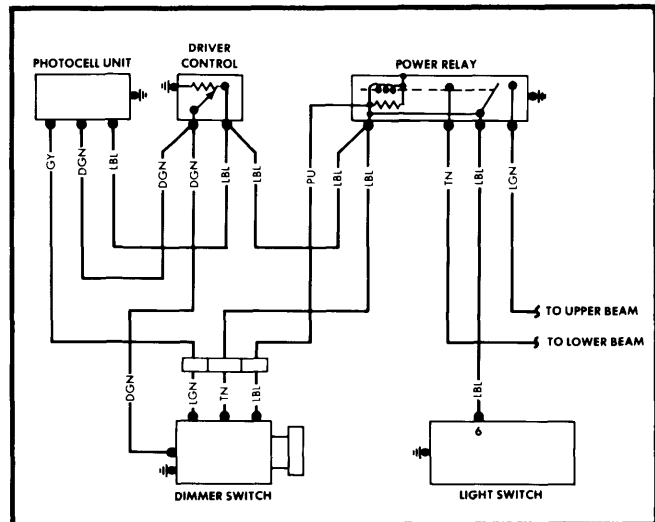 PHOTOCELL UNIT
DRIVER
CONTROL
POWER RELAY
GY
DGN
LBL
DGN
DGN
LBL
LBL
PU
LBL
LBL
TN
LBL
LGN
TO UPPER BEAM
TO LOWER BEAM
DGN
LGN
TN
LBL
LBL
6
DIMMER SWITCH
LIGHT SWITCH